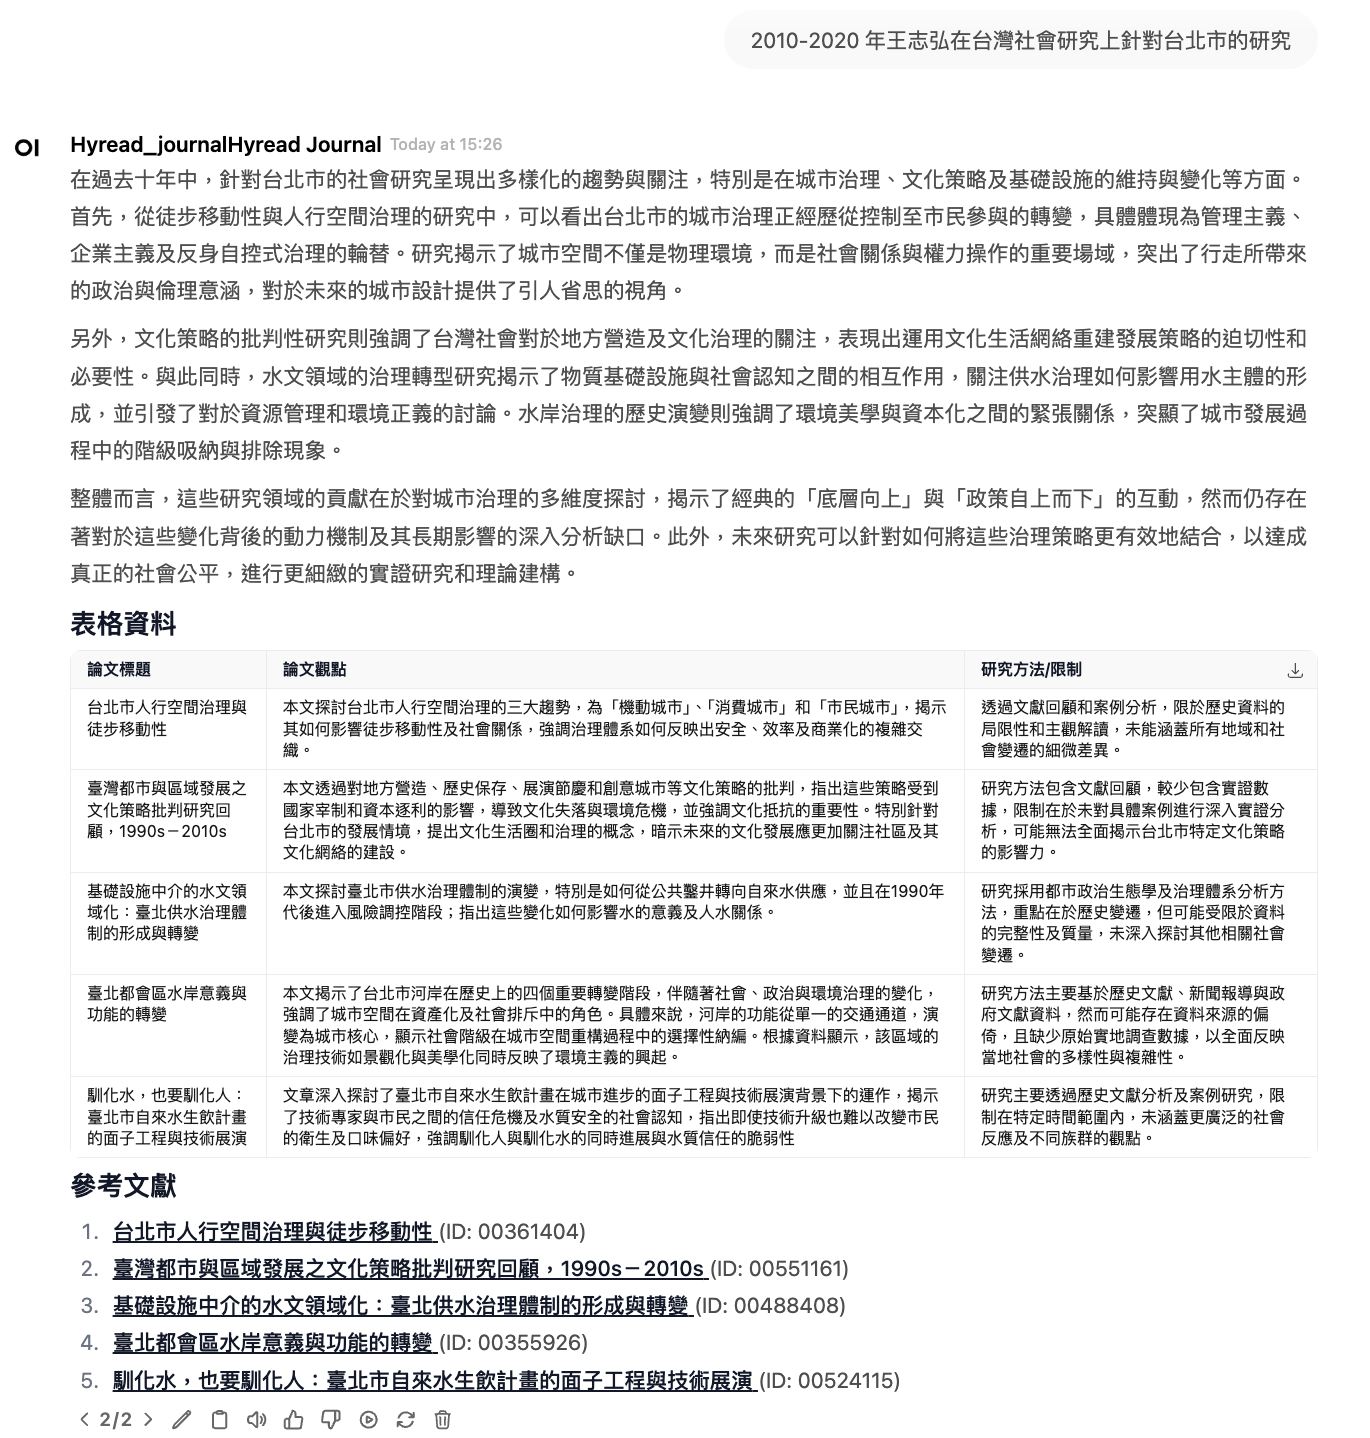 2010-2020 年王志弘在台灣社會研究上針對台北市的研究
OI
Hyread_journalHyread Journal Today at 15:26
在過去十年中，針對台北市的社會研究呈現出多樣化的趨勢與關注，特別是在城市治理、文化策略及基礎設施的維持與變化等方面。
首先，從徒步移動性與人行空間治理的研究中，可以看出台北市的城市治理正經歷從控制至市民參與的轉變，具體體現為管理主義、
企業主義及反身自控式治理的輪替。研究揭示了城市空間不僅是物理環境，而是社會關係與權力操作的重要場域，突出了行走所帶來
的政治與倫理意涵，對於未來的城市設計提供了引人省思的視角。
另外，文化策略的批判性研究則強調了台灣社會對於地方營造及文化治理的關注，表現出運用文化生活網絡重建發展策略的迫切性和
必要性。與此同時，水文領域的治理轉型研究揭示了物質基礎設施與社會認知之間的相互作用，關注供水治理如何影響用水主體的形
成，並引發了對於資源管理和環境正義的討論。水岸治理的歷史演變則強調了環境美學與資本化之間的緊張關係，突顯了城市發展過
程中的階級吸納與排除現象。
整體而言，這些研究領域的貢獻在於對城市治理的多維度探討，揭示了經典的「底層向上」與「政策自上而下」的互動，然而仍存在
著對於這些變化背後的動力機制及其長期影響的深入分析缺口。此外，未來研究可以針對如何將這些治理策略更有效地結合，以達成
真正的社會公平，進行更細緻的實證研究和理論建構。
表格資料
論文標題
論文觀點
研究方法/限制
台北市人行空間治理與
徒步移動性
本文探討台北市人行空間治理的三大趨勢，為「機動城市」、「消費城市」和「市民城市」，揭示
其如何影響徒步移動性及社會關係，強調治理體系如何反映出安全、效率及商業化的複雜交
織。
透過文獻回顧和案例分析，限於歷史資料的
局限性和主觀解讀，未能涵蓋所有地域和社
會變遷的細微差異。
臺灣都市與區域發展之
文化策略批判研究回
顧，1990s－2010s
本文透過對地方營造、歷史保存、展演節慶和創意城市等文化策略的批判，指出這些策略受到
國家宰制和資本逐利的影響，導致文化失落與環境危機，並強調文化抵抗的重要性。特別針對
台北市的發展情境，提出文化生活圈和治理的概念，暗示未來的文化發展應更加關注社區及其
文化網絡的建設。
研究方法包含文獻回顧，較少包含實證數
據，限制在於未對具體案例進行深入實證分
析，可能無法全面揭示台北市特定文化策略
的影響力。
基礎設施中介的水文領
域化：臺北供水治理體
制的形成與轉變
本文探討臺北市供水治理體制的演變，特別是如何從公共鑿井轉向自來水供應，並且在1990年
代後進入風險調控階段；指出這些變化如何影響水的意義及人水關係。
研究採用都市政治生態學及治理體系分析方
法，重點在於歷史變遷，但可能受限於資料
的完整性及質量，未深入探討其他相關社會
變遷。
臺北都會區水岸意義與
功能的轉變
本文揭示了台北市河岸在歷史上的四個重要轉變階段，伴隨著社會、政治與環境治理的變化，
強調了城市空間在資產化及社會排斥中的角色。具體來說，河岸的功能從單一的交通通道，演
變為城市核心，顯示社會階級在城市空間重構過程中的選擇性納編。根據資料顯示，該區域的
治理技術如景觀化與美學化同時反映了環境主義的興起。
研究方法主要基於歷史文獻、新聞報導與政
府文獻資料，然而可能存在資料來源的偏
倚，且缺少原始實地調查數據，以全面反映
當地社會的多樣性與複雜性。
馴化水，也要馴化人：
臺北市自來水生飲計畫
的面子工程與技術展演
文章深入探討了臺北市自來水生飲計畫在城市進步的面子工程與技術展演背景下的運作，揭示
了技術專家與市民之間的信任危機及水質安全的社會認知，指出即使技術升級也難以改變市民
的衛生及口味偏好，強調馴化人與馴化水的同時進展與水質信任的脆弱性
研究主要透過歷史文獻分析及案例研究，限
制在特定時間範圍內，未涵蓋更廣泛的社會
反應及不同族群的觀點。
參考文獻
1. 台北市人行空間治理與徒步移動性 (ID: 00361404)
2. 臺灣都市與區域發展之文化策略批判研究回顧，1990s－2010s (ID: 00551161)
3. 基礎設施中介的水文領域化：臺北供水治理體制的形成與轉變 (ID: 00488408)
4. 臺北都會區水岸意義與功能的轉變 (ID: 00355926)
5. 馴化水，也要馴化人：臺北市自來水生飲計畫的面子工程與技術展演 (ID: 00524115)
2/2